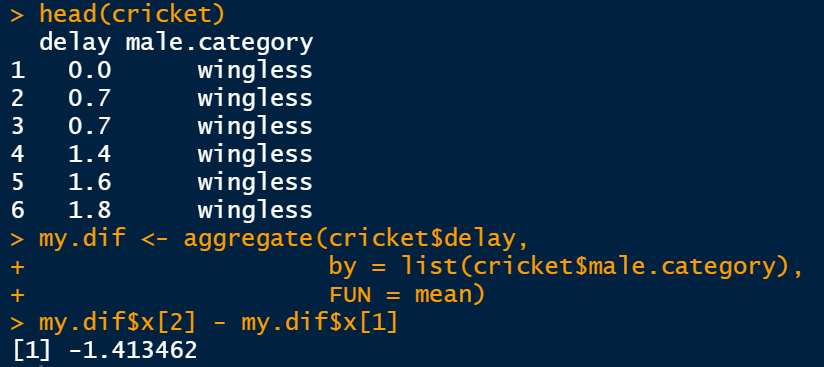 > head(cricket)
  delay male.category
1   0.0      wingless
2   0.7      wingless
3   0.7      wingless
4   1.4      wingless
5   1.6      wingless
6   1.8      wingless
> my.dif <- aggregate(cricket$delay,
+                     by = list(cricket$male.category),
+                     FUN = mean)
> my.dif$x[2] - my.dif$x[1]
[1] -1.413462